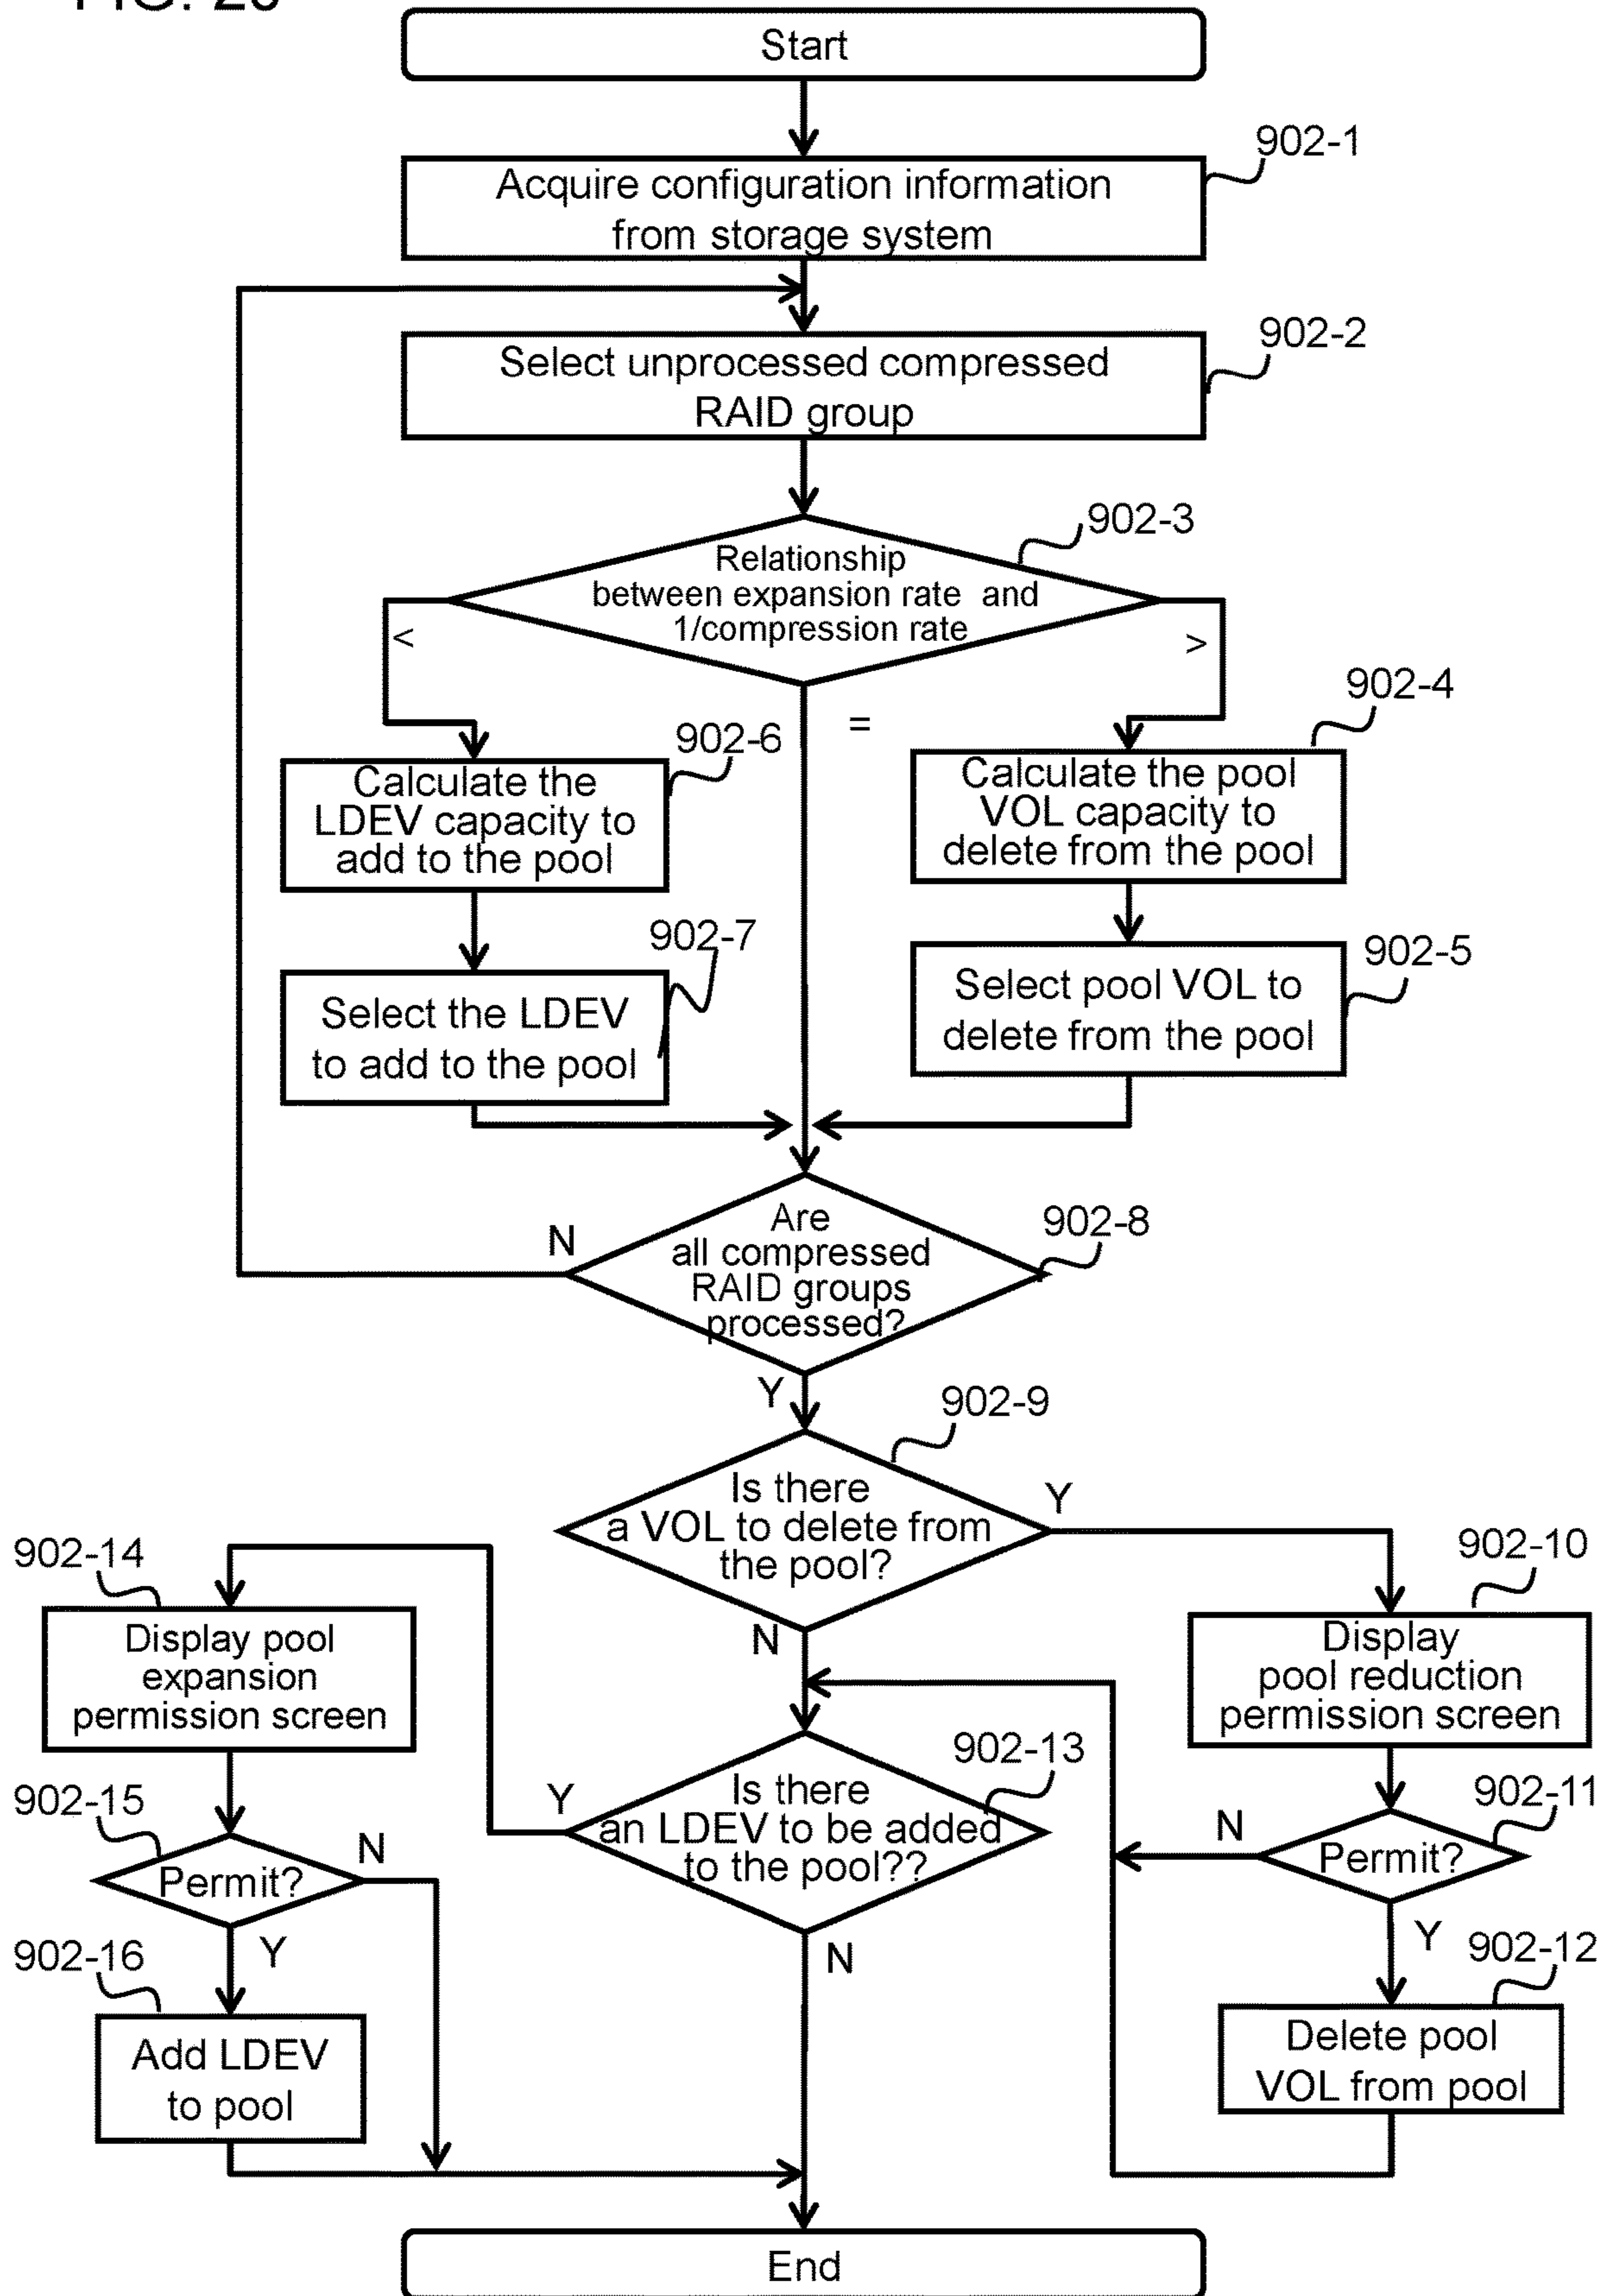 Start
902-1
Acquire configuration information
from storage system
902-2
Select unprocessed compressed
RAID group
902-3
Relationship
between expansion rate and
1/compression rate
<
>
=
902-4
902-6
Calculate the
LDEV capacity to
add to the pool
Calculate the pool
VOL capacity to
delete from the pool
902-7
902-5
Select the LDEV
to add to the pool
Select pool VOL to
delete from the pool
902-8
N
Are
all compressed
RAID groups
processed?
Y
902-9
Is there
a VOL to delete from
the pool?
Y
N
902-14
902-10
Display pool
expansion
permission screen
Display
pool reduction
permission screen
902-13
Is there
an LDEV to be added
to the pool??
Y
N
902-15
Permit?
N
Y
902-11
Permit?
N
Y
902-16
Add LDEV
to pool
902-12
Delete pool
VOL from pool
End